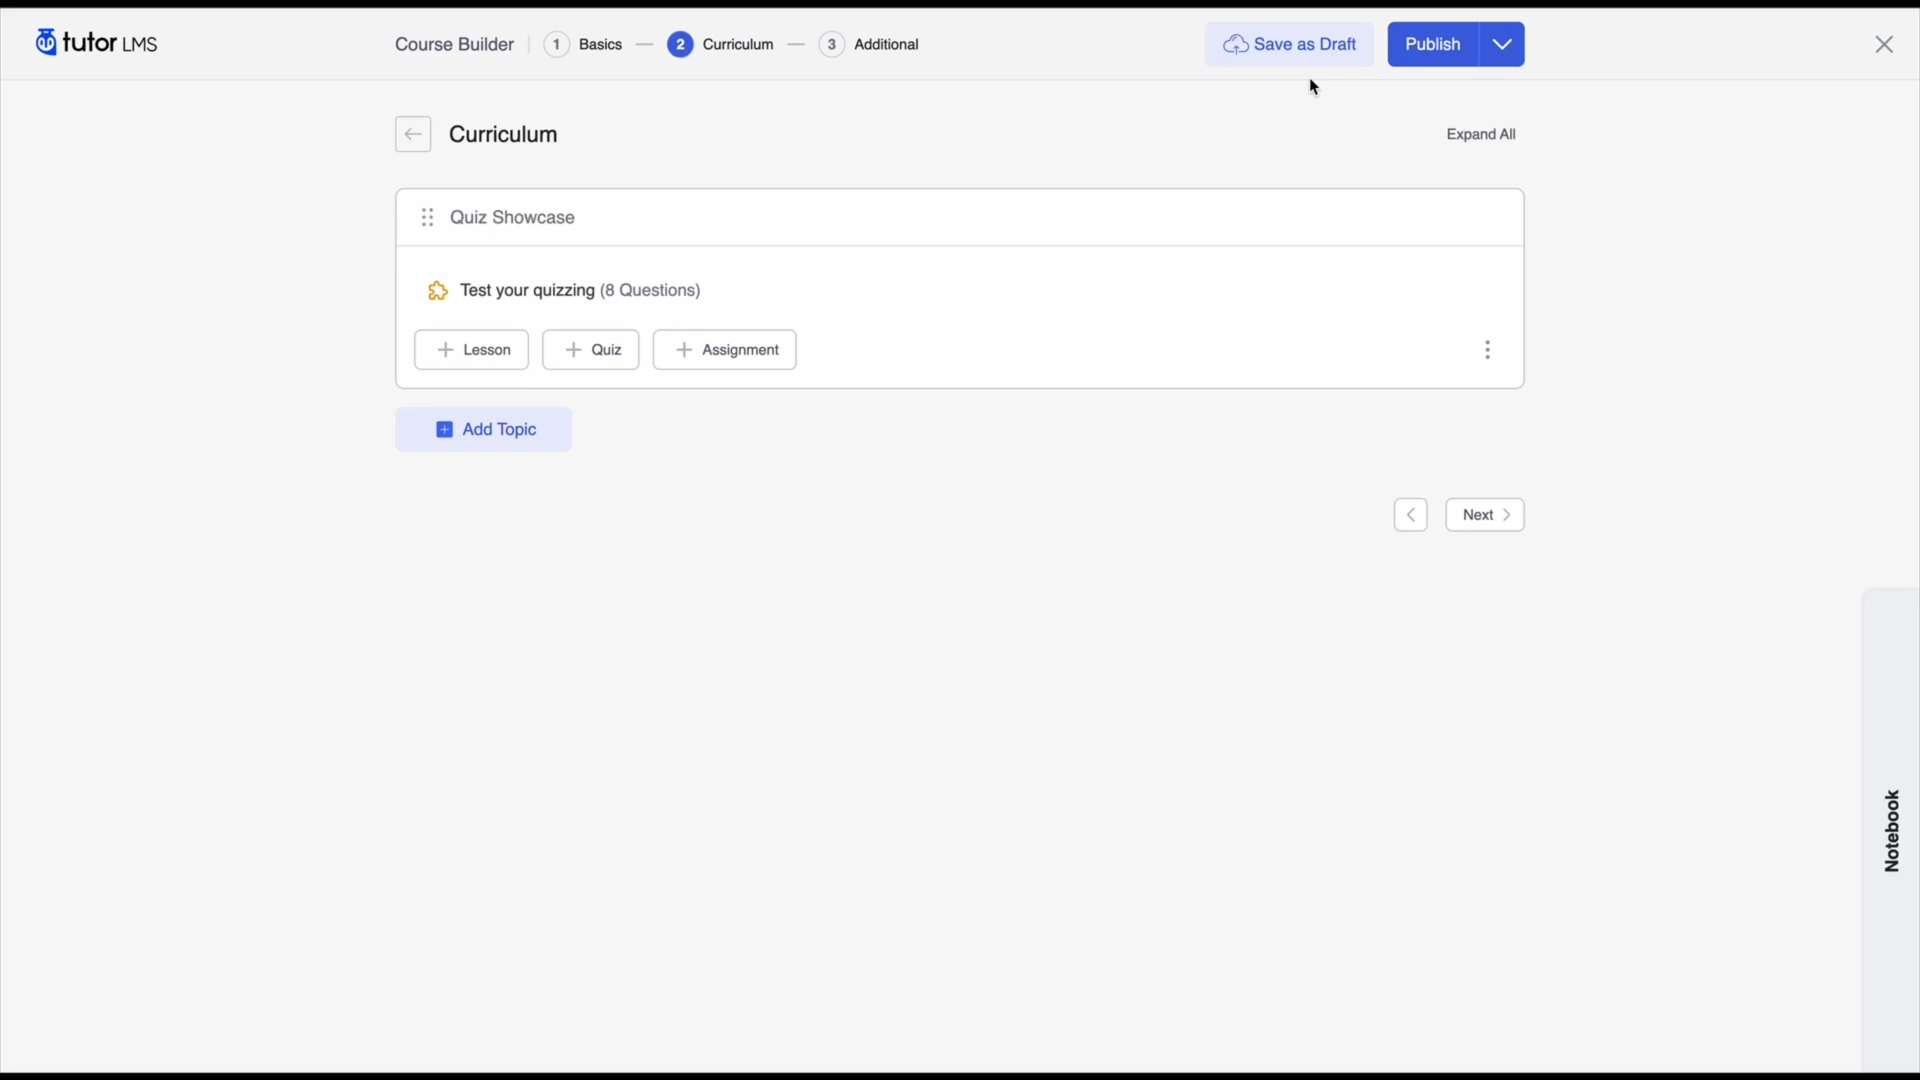 tutor LMS
Course Builder
1 Basics
2 Curriculum
3 Additional
Save as Draft
Publish
Curriculum
Expand All
Quiz Showcase
Test your quizzing (8 Questions)
Lesson
Quiz
Assignment
Add Topic
Next
Notebook